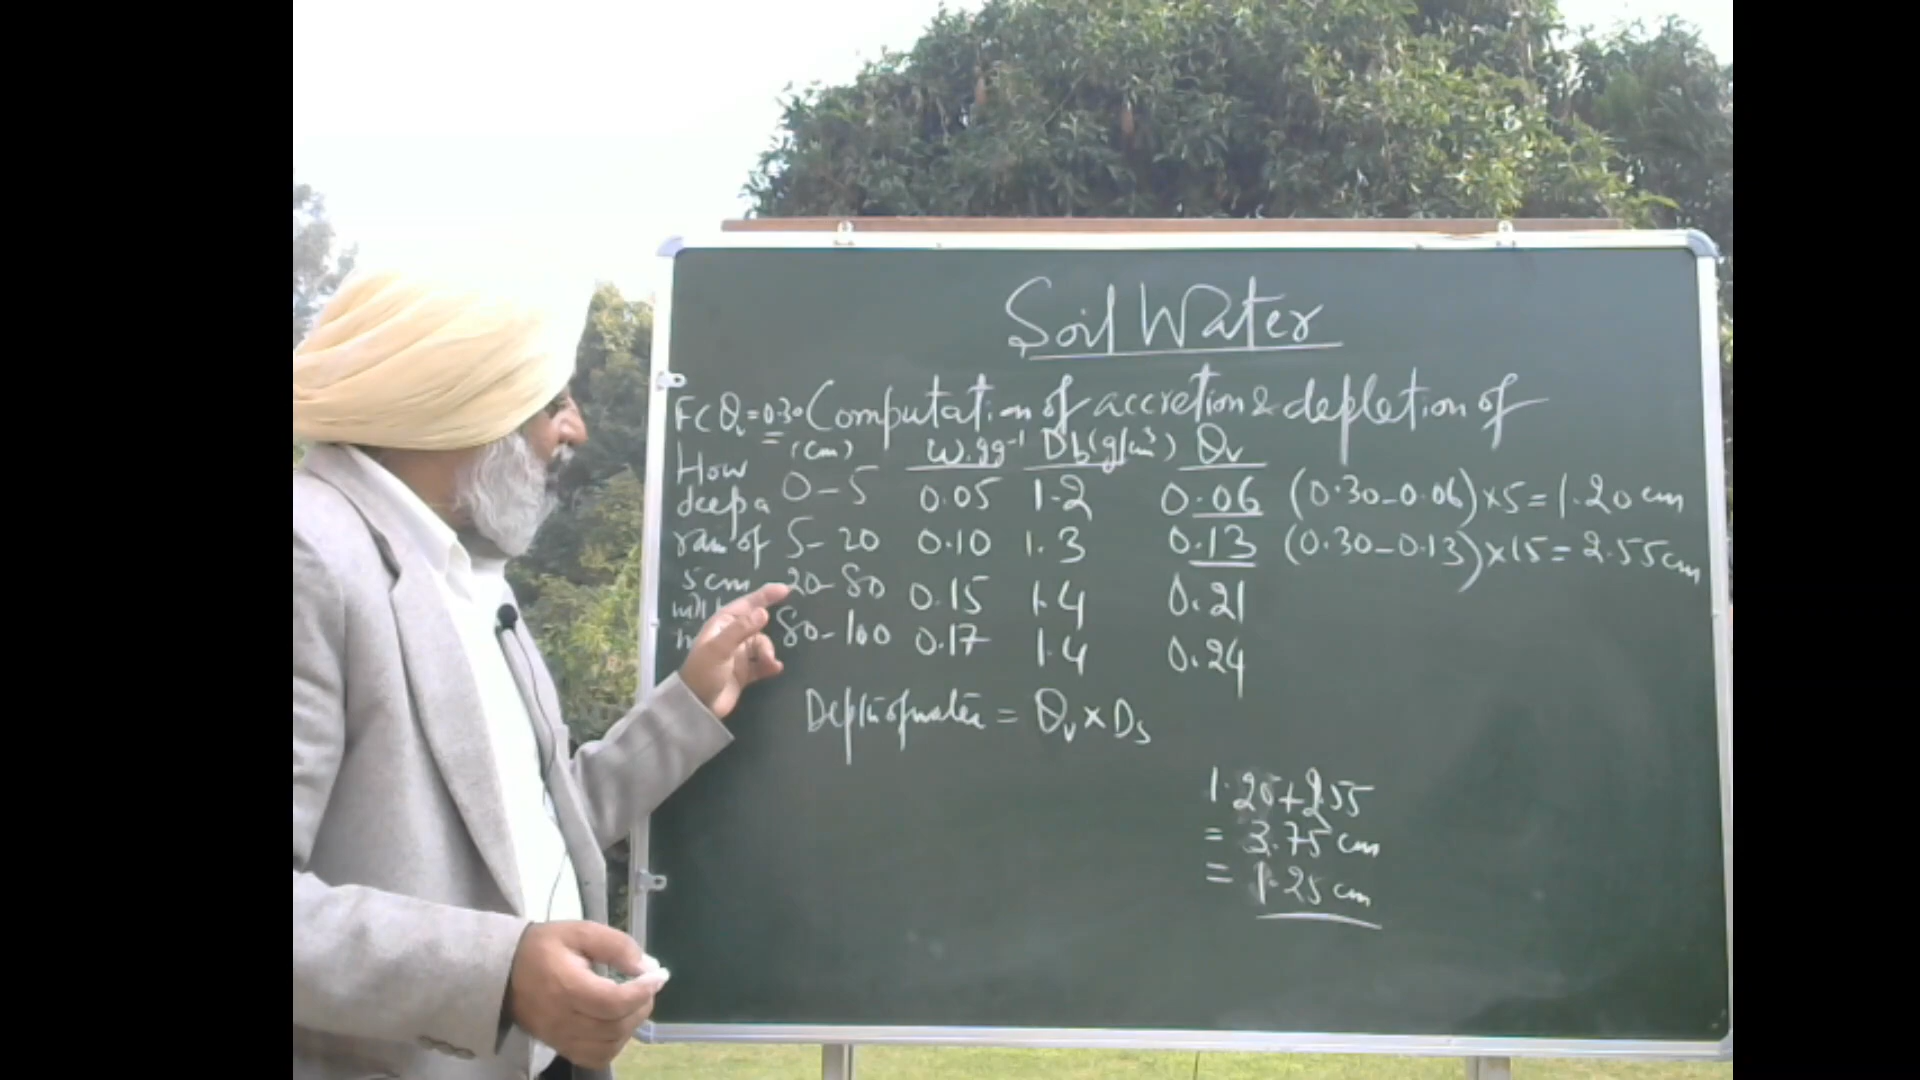 Soil Water
FC θv = 0.30 Computation of accretion & depletion of
(cm) W. gg⁻¹ Db (g/cm³) θv
How
deep a 0-5 0.05 1.2 0.06 (0.30-0.06)×5 = 1.20 cm
rain of 5-20 0.10 1.3 0.13 (0.30-0.13)×15 = 2.55 cm
5 cm 20-80 0.15 1.4 0.21
will 80-100 0.17 1.4 0.24
Depth of water = θv × Ds
1.20+2.55
= 3.75 cm
= 1.25 cm